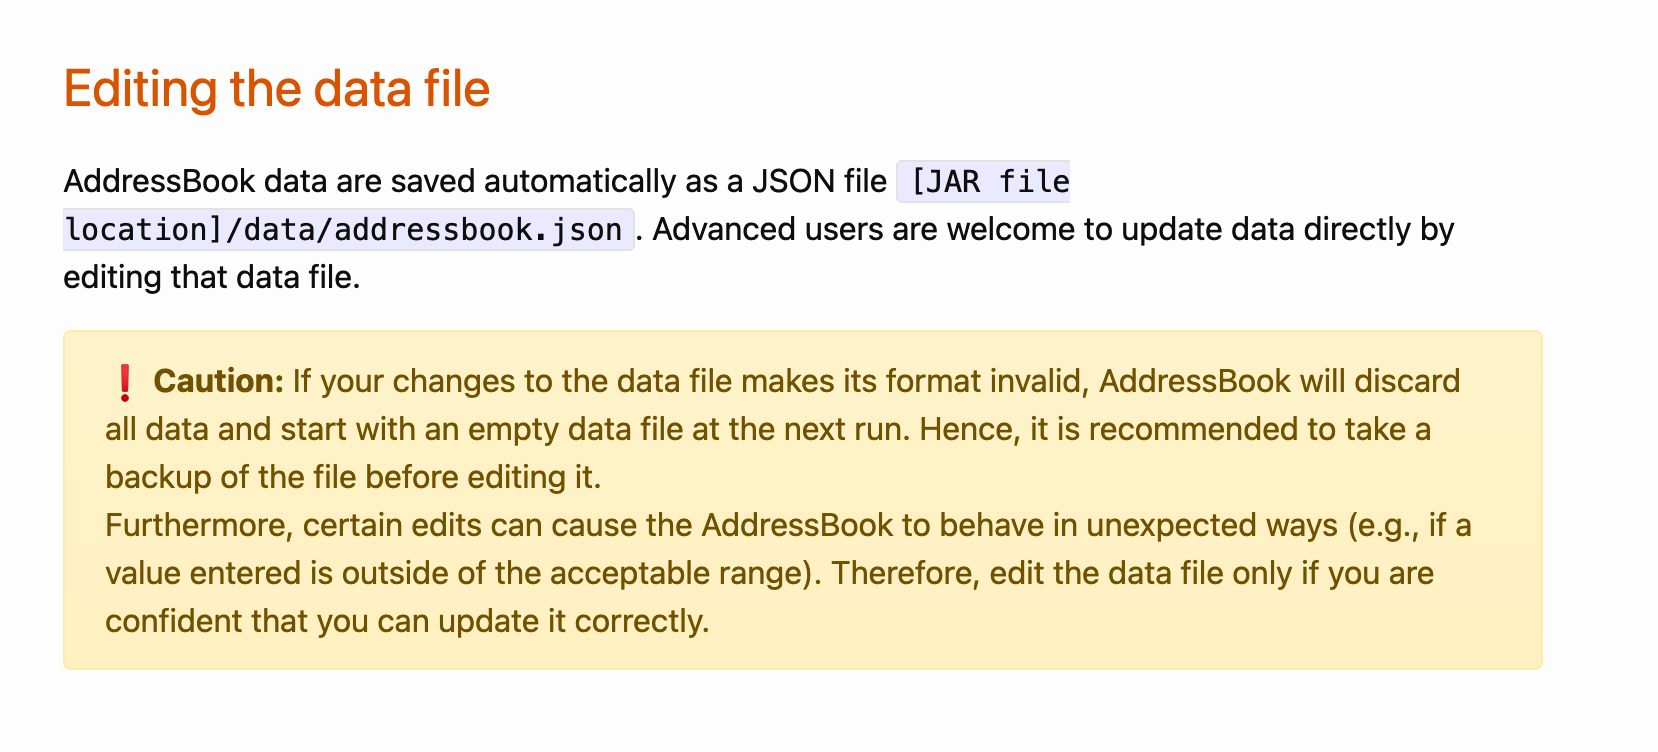 Editing the data file
AddressBook data are saved automatically as a JSON file [JAR file
location]/data/addressbook.json. Advanced users are welcome to update data directly by
editing that data file.
❗ Caution: If your changes to the data file makes its format invalid, AddressBook will discard
all data and start with an empty data file at the next run. Hence, it is recommended to take a
backup of the file before editing it.
Furthermore, certain edits can cause the AddressBook to behave in unexpected ways (e.g., if a
value entered is outside of the acceptable range). Therefore, edit the data file only if you are
confident that you can update it correctly.